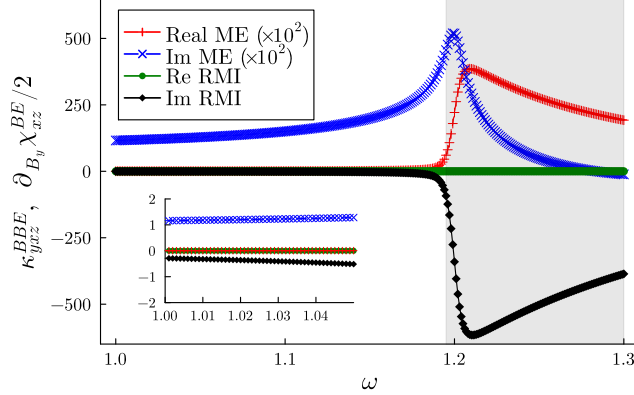 Real ME (×10²)
Im ME (×10²)
Re RMI
Im RMI
500
250
0
−250
−500
κ_{yxz}^{BBE}, ∂_{B_y} χ_{xz}^{BE}/2
2
1
0
−1
−2
1.00 1.01 1.02 1.03 1.04
1.0 1.1 1.2 1.3
ω